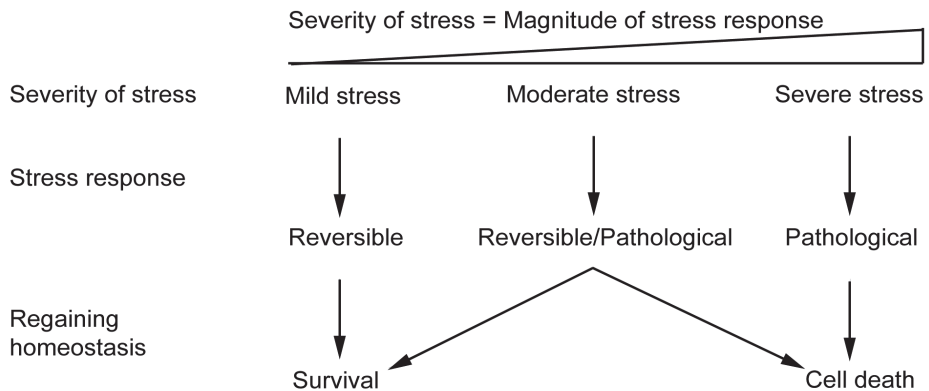 Severity of stress = Magnitude of stress response
Severity of stress
Mild stress
Moderate stress
Severe stress
Stress response
Reversible
Reversible/Pathological
Pathological
Regaining
homeostasis
Survival
Cell death